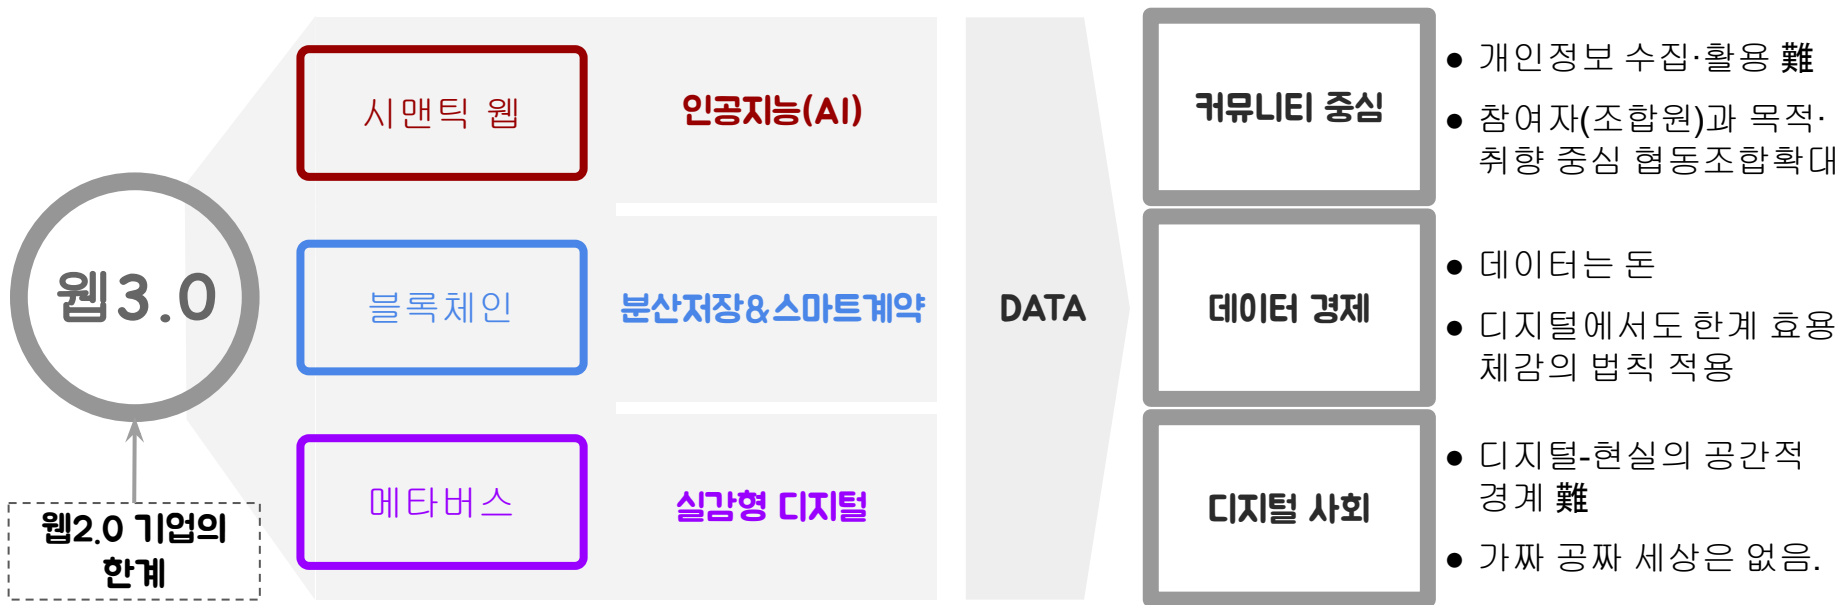 웹3.0
웹2.0 기업의
한계
시맨틱 웹
인공지능(AI)
블록체인
분산저장&스마트계약
메타버스
실감형 디지털
DATA
커뮤니티 중심
● 개인정보 수집·활용 難
● 참여자(조합원)과 목적·
취향 중심 협동조합확대
데이터 경제
● 데이터는 돈
● 디지털에서도 한계 효용
체감의 법칙 적용
디지털 사회
● 디지털-현실의 공간적
경계 難
● 가짜 공짜 세상은 없음.